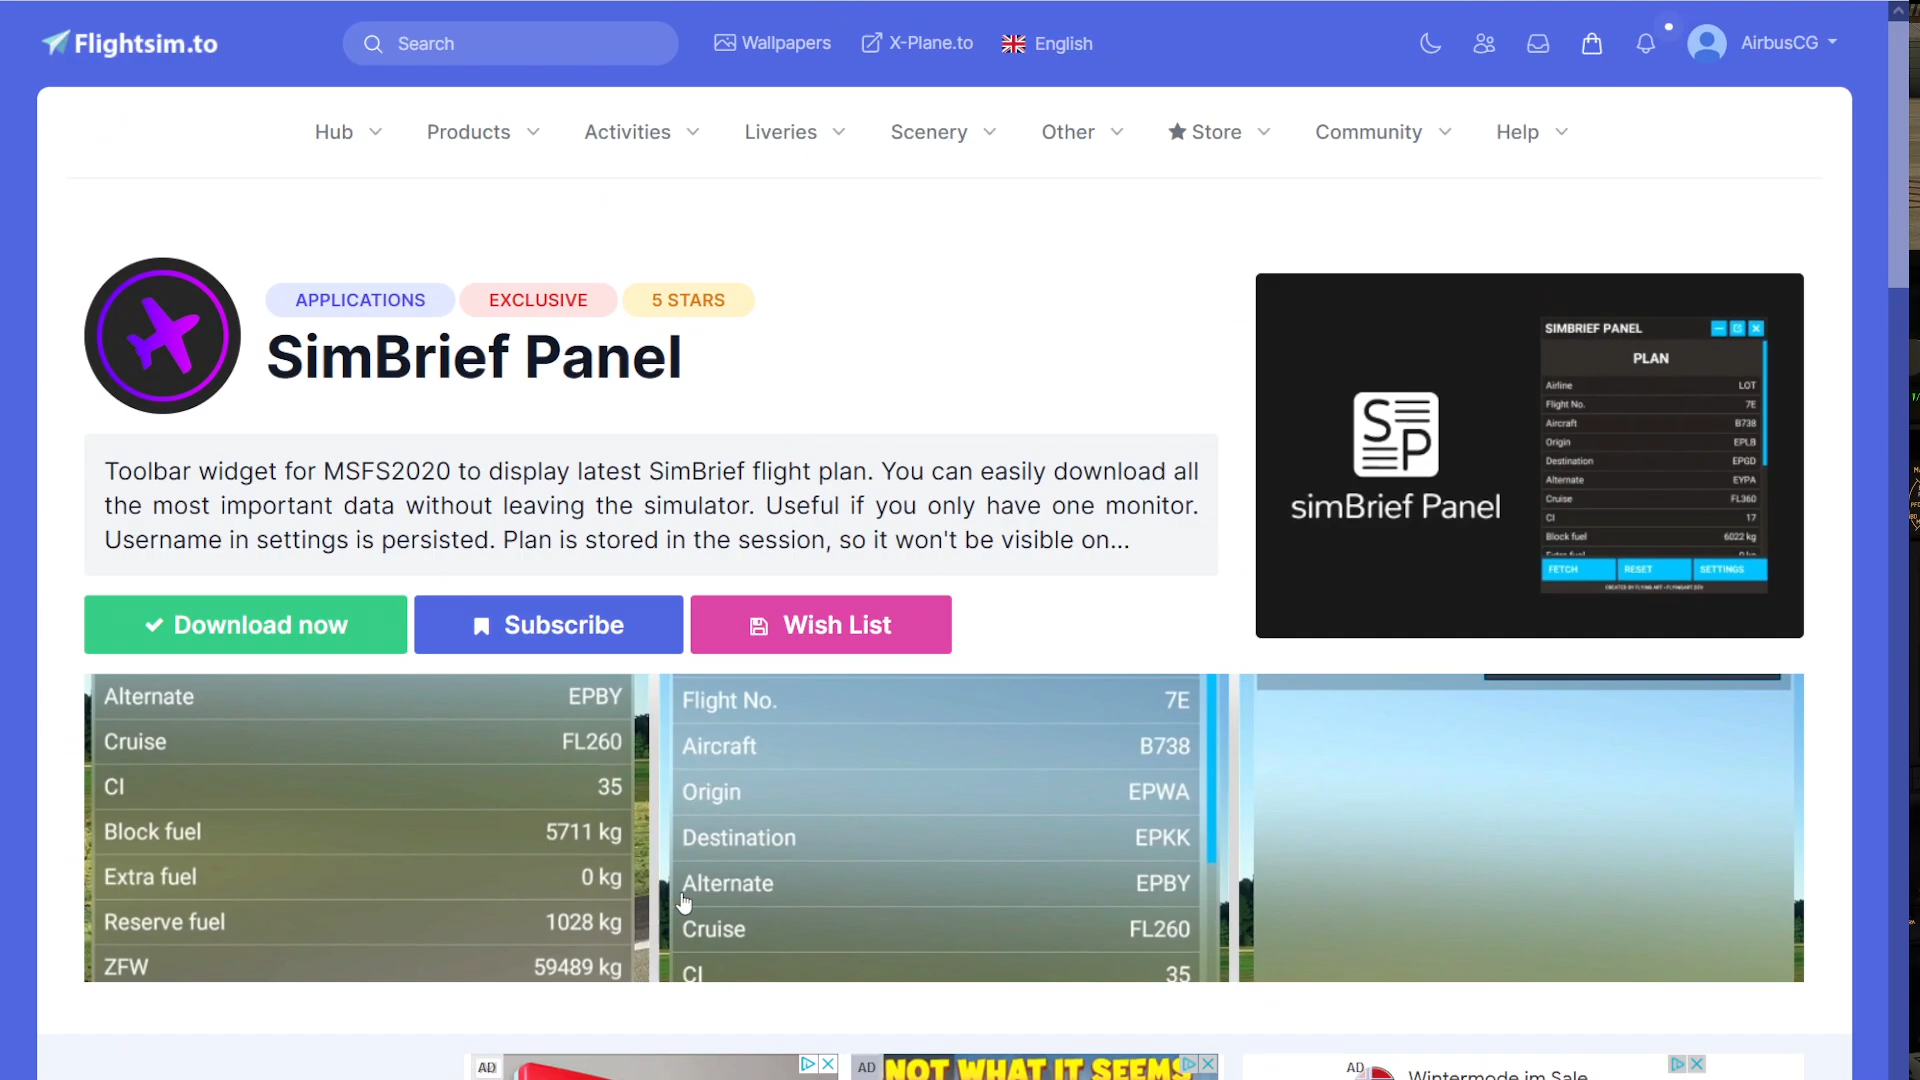 Flightsim.to
Search
Wallpapers
X-Plane.to
English
AirbusCG
Hub
Products
Activities
Liveries
Scenery
Other
Store
Community
Help
APPLICATIONS
EXCLUSIVE
5 STARS
SimBrief Panel
Toolbar widget for MSFS2020 to display latest SimBrief flight plan. You can easily download all
the most important data without leaving the simulator. Useful if you only have one monitor.
Username in settings is persisted. Plan is stored in the session, so it won't be visible on...
Download now
Subscribe
Wish List
SP
simBrief Panel
SIMBRIEF PANEL
PLAN
Airline LOT
Flight No. 7E
Aircraft B738
Origin EPLB
Destination EPGD
Alternate EYPA
Cruise FL360
CI 17
Block fuel 6022 kg
Extra fuel 0 kg
FETCH RESET SETTINGS
Alternate EPBY
Cruise FL260
CI 35
Block fuel 5711 kg
Extra fuel 0 kg
Reserve fuel 1028 kg
ZFW 59489 kg
Flight No. 7E
Aircraft B738
Origin EPWA
Destination EPKK
Alternate EPBY
Cruise FL260
CI 35
AD
AD
NOT WHAT IT SEEMS
AD
Wintermode im Sale